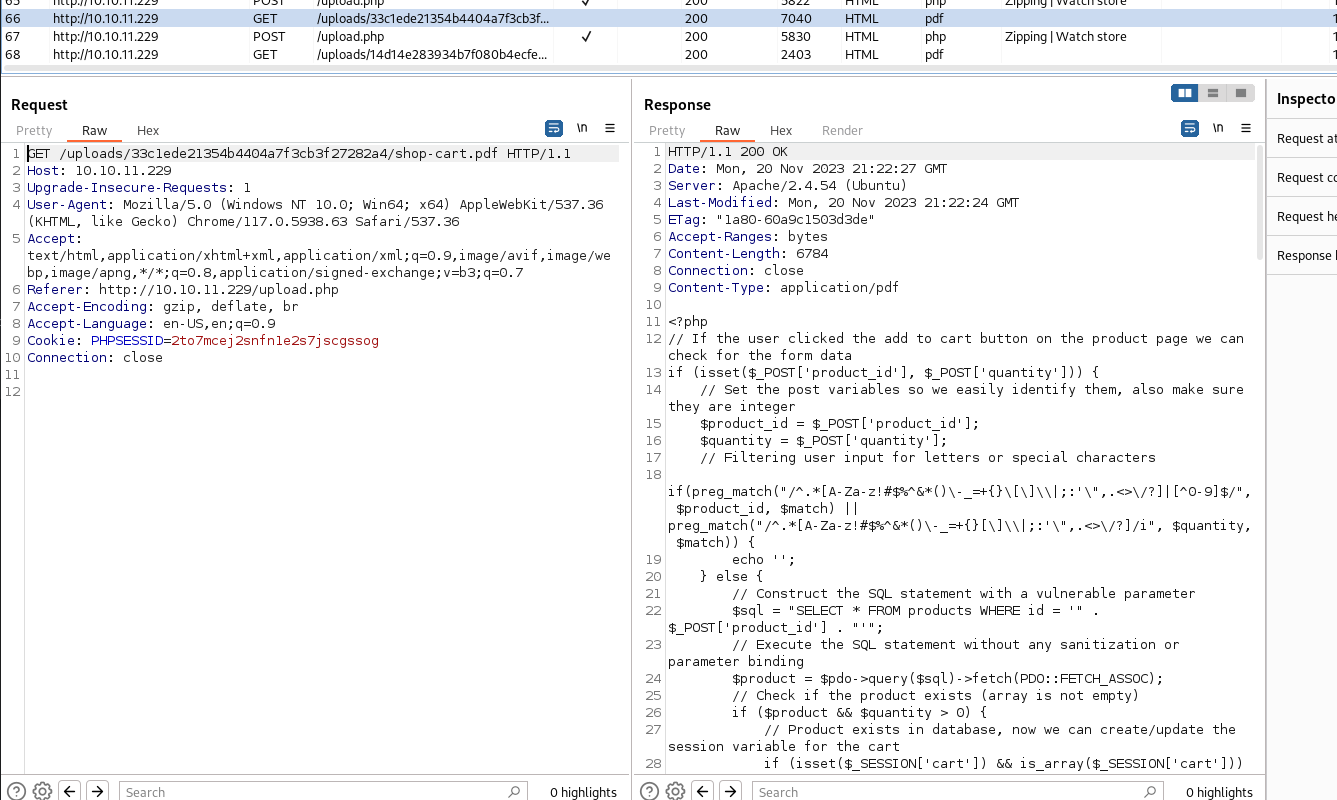 65 http://10.10.11.229 POST /upload.php ✓ 200 5822 HTML php Zipping | Watch store
66 http://10.10.11.229 GET /uploads/33c1ede21354b4404a7f3cb3f... 200 7040 HTML pdf 1
67 http://10.10.11.229 POST /upload.php ✓ 200 5830 HTML php Zipping | Watch store 1
68 http://10.10.11.229 GET /uploads/14d14e283934b7f080b4ecfe... 200 2403 HTML pdf 1
Request
Pretty Raw Hex
\n
1 GET /uploads/33c1ede21354b4404a7f3cb3f27282a4/shop-cart.pdf HTTP/1.1
2 Host: 10.10.11.229
3 Upgrade-Insecure-Requests: 1
4 User-Agent: Mozilla/5.0 (Windows NT 10.0; Win64; x64) AppleWebKit/537.36
(KHTML, like Gecko) Chrome/117.0.5938.63 Safari/537.36
5 Accept:
text/html,application/xhtml+xml,application/xml;q=0.9,image/avif,image/we
bp,image/apng,*/*;q=0.8,application/signed-exchange;v=b3;q=0.7
6 Referer: http://10.10.11.229/upload.php
7 Accept-Encoding: gzip, deflate, br
8 Accept-Language: en-US,en;q=0.9
9 Cookie: PHPSESSID=2to7mcej2snfn1e2s7jscgssog
10 Connection: close
11
12
Search
0 highlights
Response
Pretty Raw Hex Render
\n
1 HTTP/1.1 200 OK
2 Date: Mon, 20 Nov 2023 21:22:27 GMT
3 Server: Apache/2.4.54 (Ubuntu)
4 Last-Modified: Mon, 20 Nov 2023 21:22:24 GMT
5 ETag: "1a80-60a9c1503d3de"
6 Accept-Ranges: bytes
7 Content-Length: 6784
8 Connection: close
9 Content-Type: application/pdf
10
11 <?php
12 // If the user clicked the add to cart button on the product page we can
check for the form data
13 if (isset($_POST['product_id'], $_POST['quantity'])) {
14 // Set the post variables so we easily identify them, also make sure
they are integer
15 $product_id = $_POST['product_id'];
16 $quantity = $_POST['quantity'];
17 // Filtering user input for letters or special characters
18
if(preg_match("/^.*[A-Za-z!#$%^&*()\-_=+{}\[\]\\|;:'\",.<>\/?]|[^0-9]$/",
$product_id, $match) ||
preg_match("/^.*[A-Za-z!#$%^&*()\-_=+{}[\]\\|;:'\",.<>\/?]/i", $quantity,
$match)) {
19 echo '';
20 } else {
21 // Construct the SQL statement with a vulnerable parameter
22 $sql = "SELECT * FROM products WHERE id = '" .
$_POST['product_id'] . "'";
23 // Execute the SQL statement without any sanitization or
parameter binding
24 $product = $pdo->query($sql)->fetch(PDO::FETCH_ASSOC);
25 // Check if the product exists (array is not empty)
26 if ($product && $quantity > 0) {
27 // Product exists in database, now we can create/update the
session variable for the cart
28 if (isset($_SESSION['cart']) && is_array($_SESSION['cart']))
Search
0 highlights
Inspecto
Request at
Request co
Request he
Response